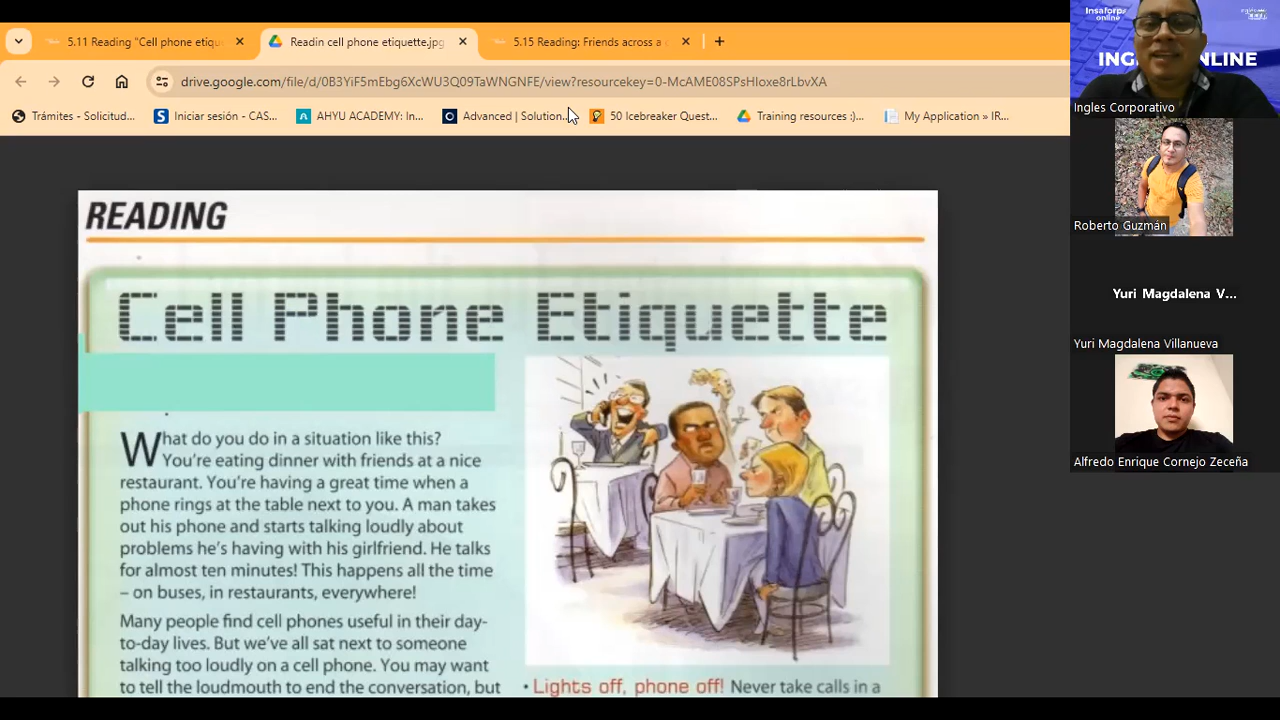 5.11 Reading "Cell phone etiqu
Readin cell phone etiquette.jpg
5.15 Reading: Friends across a
drive.google.com/file/d/0B3YiF5mEbg6XcWU3Q09TaWNGNFE/view?resourcekey=0-McAME08SPsHloxe8rLbvXA
Trámites - Solicitud...
Iniciar sesión - CAS...
AHYU ACADEMY: In...
Advanced | Solution...
50 Icebreaker Quest...
Training resources :)...
My Application » IR...
READING
Cell Phone Etiquette
What do you do in a situation like this?
You're eating dinner with friends at a nice
restaurant. You're having a great time when a
phone rings at the table next to you. A man takes
out his phone and starts talking loudly about
problems he's having with his girlfriend. He talks
for almost ten minutes! This happens all the time
– on buses, in restaurants, everywhere!
Many people find cell phones useful in their day-
to-day lives. But we've all sat next to someone
talking too loudly on a cell phone. You may want
to tell the loudmouth to end the conversation, but
• Lights off, phone off! Never take calls in a
Insaforp
online
ING ONLINE
Ingles Corporativo
Roberto Guzmán
Yuri Magdalena V...
Yuri Magdalena Villanueva
Alfredo Enrique Cornejo Zeceña